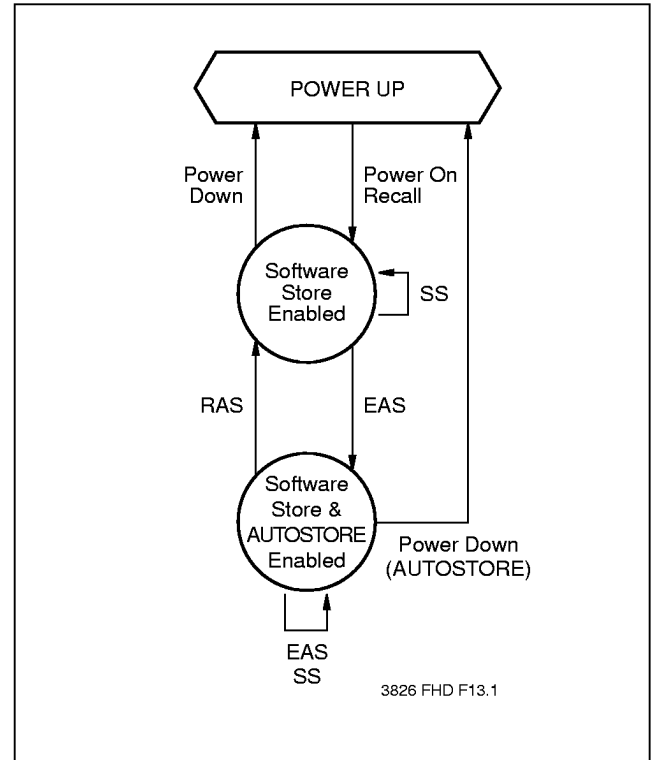 POWER UP
Power
Down
Power On
Recall
Software
Store
Enabled
SS
RAS
EAS
Software
Store &
AUTOSTORE
Enabled
Power Down
(AUTOSTORE)
EAS
SS
3826 FHD F13.1